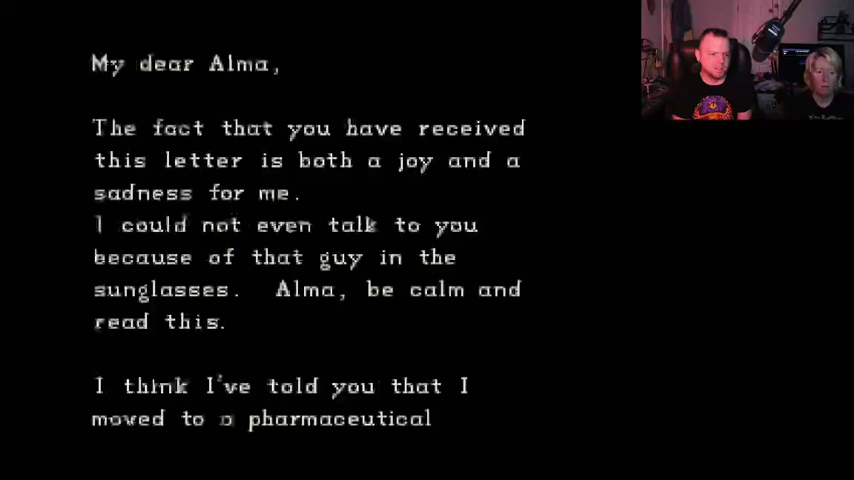 My dear Alma,
The fact that you have received
this letter is both a joy and a
sadness for me.
I could not even talk to you
because of that guy in the
sunglasses. Alma, be calm and
read this.
I think I've told you that I
moved to a pharmaceutical